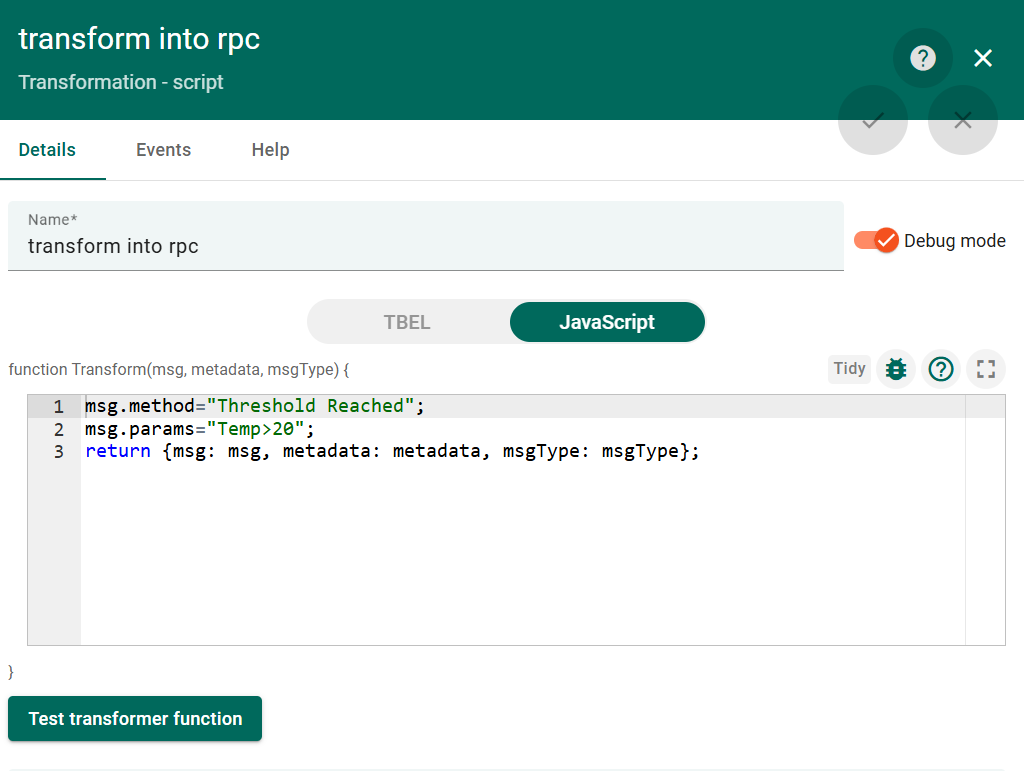 transform into rpc
Transformation - script
Details Events Help
Name*
transform into rpc
Debug mode
TBEL JavaScript
function Transform(msg, metadata, msgType) {
Tidy
1 msg.method="Threshold Reached";
2 msg.params="Temp>20";
3 return {msg: msg, metadata: metadata, msgType: msgType};
}
Test transformer function